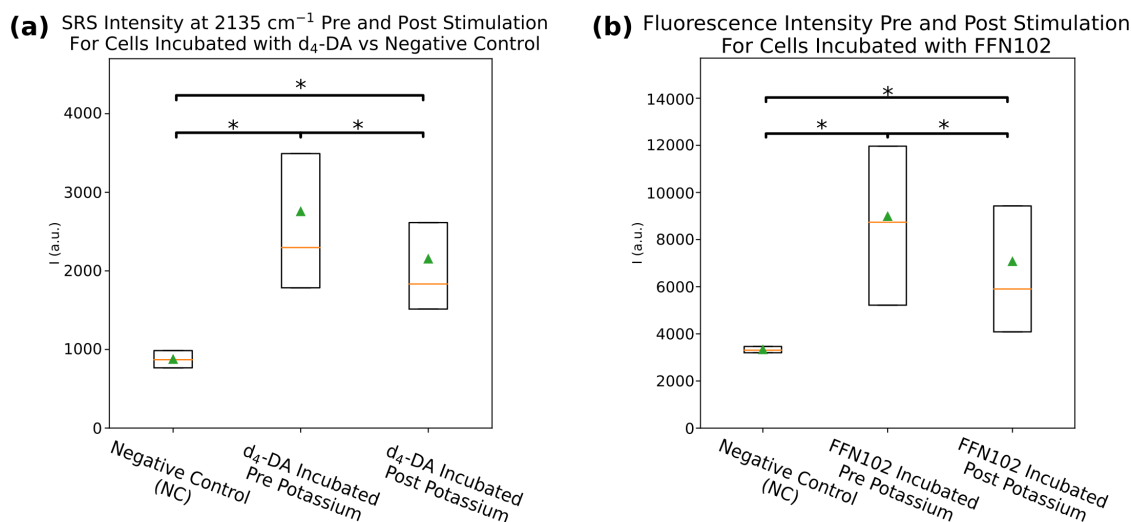 (a) SRS Intensity at 2135 cm⁻¹ Pre and Post Stimulation
For Cells Incubated with d₄-DA vs Negative Control
I (a.u.)
4000
3000
2000
1000
0
*
*
*
Negative Control
(NC)
d₄-DA Incubated
Pre Potassium
d₄-DA Incubated
Post Potassium
(b) Fluorescence Intensity Pre and Post Stimulation
For Cells Incubated with FFN102
I (a.u.)
14000
12000
10000
8000
6000
4000
2000
0
*
*
*
Negative Control
(NC)
FFN102 Incubated
Pre Potassium
FFN102 Incubated
Post Potassium